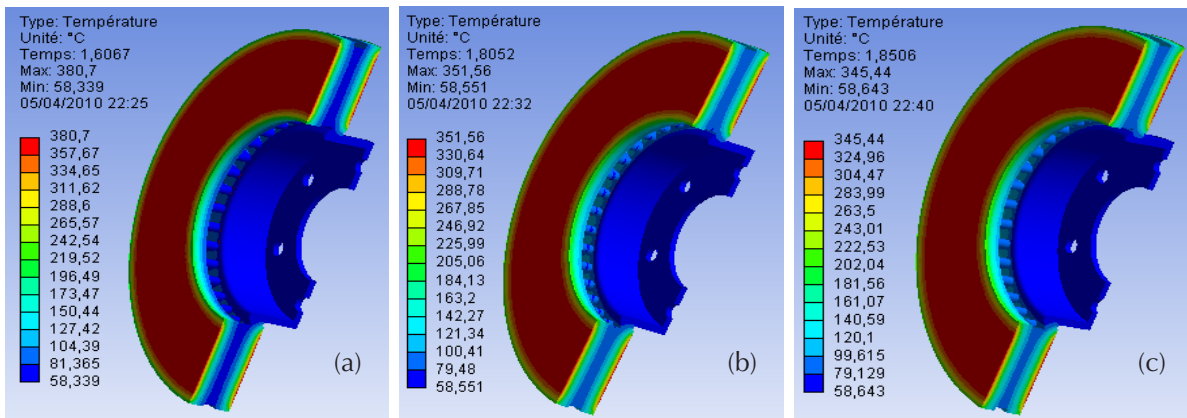 Type: Température
Unité: °C
Temps: 1,6067
Max: 380,7
Min: 58,339
05/04/2010 22:25
380,7
357,67
334,65
311,62
288,6
265,57
242,54
219,52
196,49
173,47
150,44
127,42
104,39
81,365
58,339
(a)
Type: Température
Unité: °C
Temps: 1,8052
Max: 351,56
Min: 58,551
05/04/2010 22:32
351,56
330,64
309,71
288,78
267,85
246,92
225,99
205,06
184,13
163,2
142,27
121,34
100,41
79,48
58,551
(b)
Type: Température
Unité: °C
Temps: 1,8506
Max: 345,44
Min: 58,643
05/04/2010 22:40
345,44
324,96
304,47
283,99
263,5
243,01
222,53
202,04
181,56
161,07
140,59
120,1
99,615
79,129
58,643
(c)